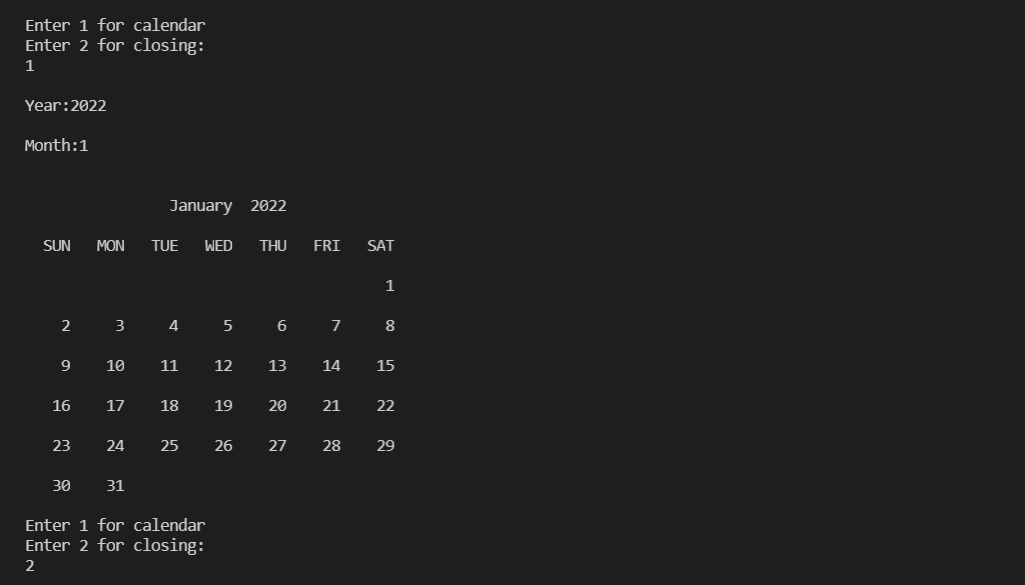 Enter 1 for calendar
Enter 2 for closing:
1
Year:2022
Month:1
January  2022
SUN   MON   TUE   WED   THU   FRI   SAT
1
2     3     4     5     6     7     8
9    10    11    12    13    14    15
16    17    18    19    20    21    22
23    24    25    26    27    28    29
30    31
Enter 1 for calendar
Enter 2 for closing:
2